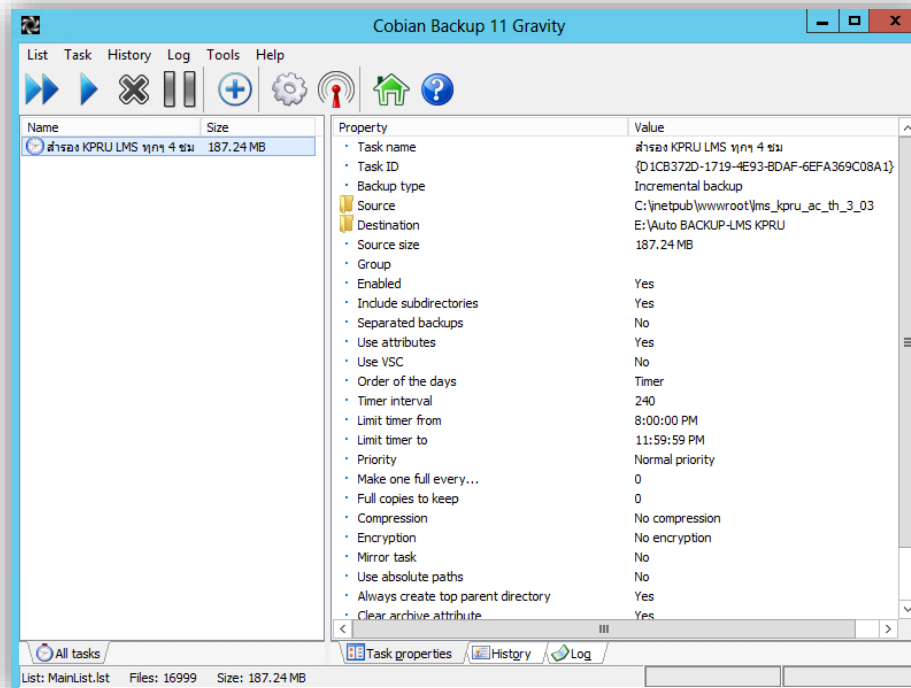 Cobian Backup 11 Gravity
List Task History Log Tools Help
Name Size
สำรอง KPRU LMS ทุกๆ 4 ชม 187.24 MB
Property Value
Task name สำรอง KPRU LMS ทุกๆ 4 ชม
Task ID {D1CB372D-1719-4E93-BDAF-6EFA369C08A1}
Backup type Incremental backup
Source C:\inetpub\wwwroot\lms_kpru_ac_th_3_03
Destination E:\Auto BACKUP-LMS KPRU
Source size 187.24 MB
Group
Enabled Yes
Include subdirectories Yes
Separated backups No
Use attributes Yes
Use VSC No
Order of the days Timer
Timer interval 240
Limit timer from 8:00:00 PM
Limit timer to 11:59:59 PM
Priority Normal priority
Make one full every... 0
Full copies to keep 0
Compression No compression
Encryption No encryption
Mirror task No
Use absolute paths No
Always create top parent directory Yes
Clear archive attribute Yes
All tasks Task properties History Log
List: MainList.lst Files: 16999 Size: 187.24 MB